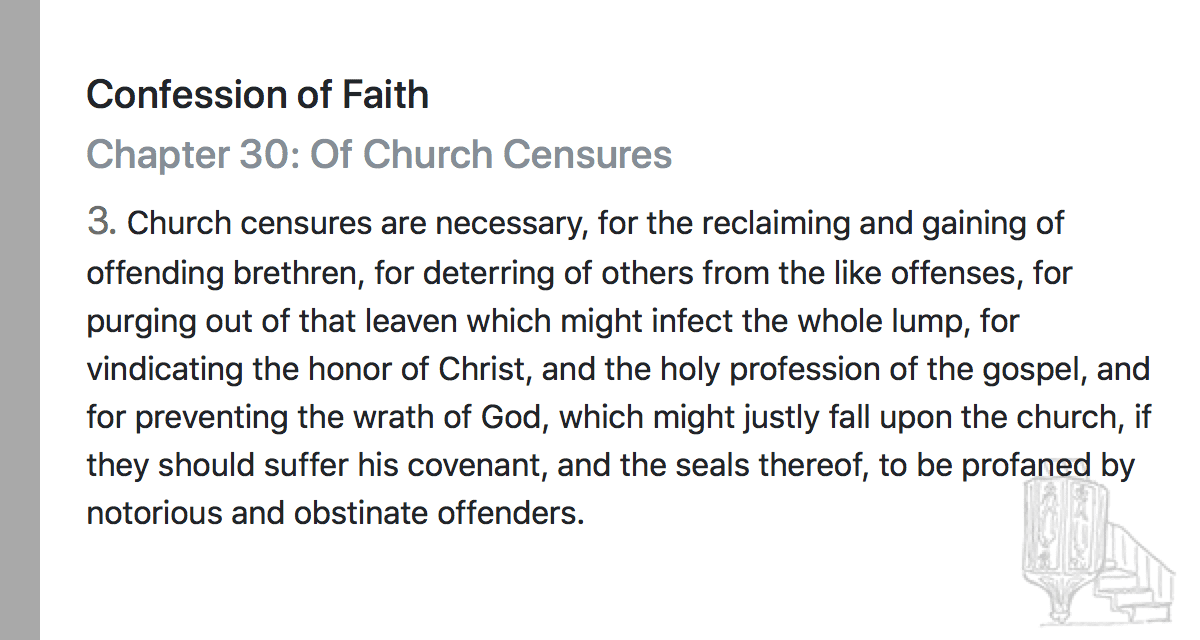 Confession of Faith
Chapter 30: Of Church Censures
3. Church censures are necessary, for the reclaiming and gaining of
offending brethren, for deterring of others from the like offenses, for
purging out of that leaven which might infect the whole lump, for
vindicating the honor of Christ, and the holy profession of the gospel, and
for preventing the wrath of God, which might justly fall upon the church, if
they should suffer his covenant, and the seals thereof, to be profaned by
notorious and obstinate offenders.